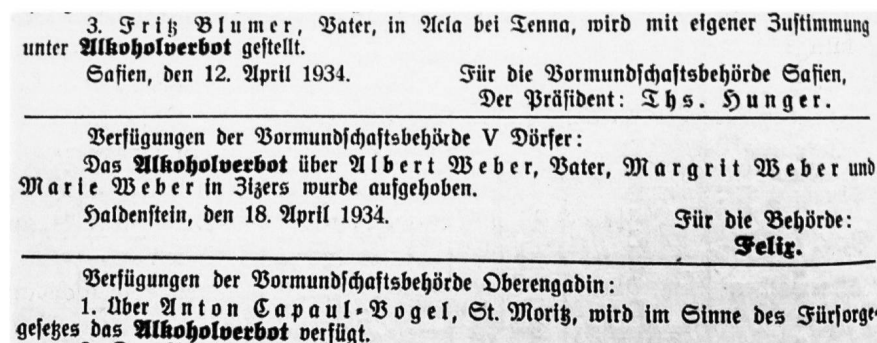 3. Fritz Blumer, Vater, in Acla bei Tenna, wird mit eigener Zustimmung
unter Alkoholverbot gestellt.
Safien, den 12. April 1934. Für die Vormundschaftsbehörde Safien,
Der Präsident: Ths. Hunger.
Verfügungen der Vormundschaftsbehörde V Dörfer:
Das Alkoholverbot über Albert Weber, Vater, Margrit Weber und
Marie Weber in Zizers wurde aufgehoben.
Haldenstein, den 18. April 1934. Für die Behörde:
Felix.
Verfügungen der Vormundschaftsbehörde Oberengadin:
1. Über Anton Capaul-Vogel, St. Moritz, wird im Sinne des Fürsorge-
gesetzes das Alkoholverbot verfügt.